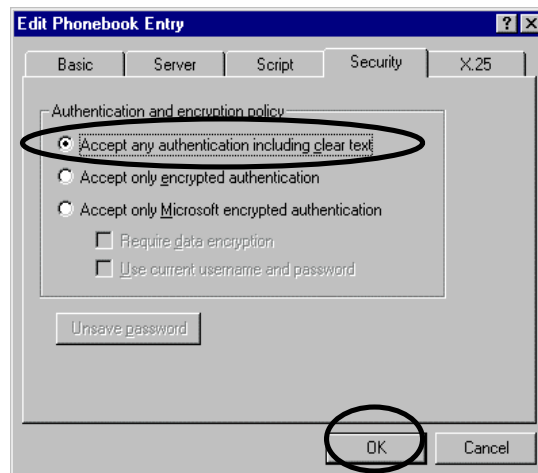 Edit Phonebook Entry
Basic Server Script Security X.25
Authentication and encryption policy
Accept any authentication including clear text
Accept only encrypted authentication
Accept only Microsoft encrypted authentication
Require data encryption
Use current username and password
Unsave password
OK Cancel